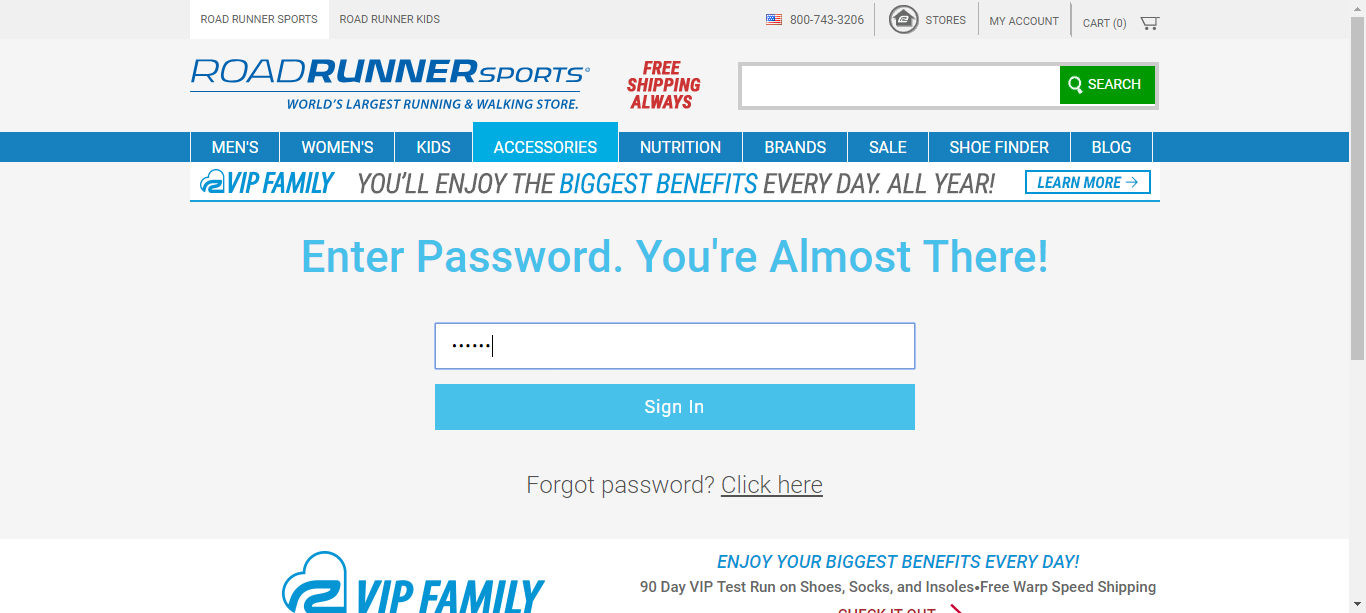 ROAD RUNNER SPORTS ROAD RUNNER KIDS 800-743-3206 STORES MY ACCOUNT CART (0)
ROADRUNNERSPORTS®
WORLD'S LARGEST RUNNING & WALKING STORE.
FREE
SHIPPING
ALWAYS
SEARCH
MEN'S WOMEN'S KIDS ACCESSORIES NUTRITION BRANDS SALE SHOE FINDER BLOG
VIP FAMILY YOU'LL ENJOY THE BIGGEST BENEFITS EVERY DAY. ALL YEAR! LEARN MORE →
Enter Password. You're Almost There!
••••••
Sign In
Forgot password? Click here
VIP FAMILY
ENJOY YOUR BIGGEST BENEFITS EVERY DAY!
90 Day VIP Test Run on Shoes, Socks, and Insoles•Free Warp Speed Shipping
CHECK IT OUT